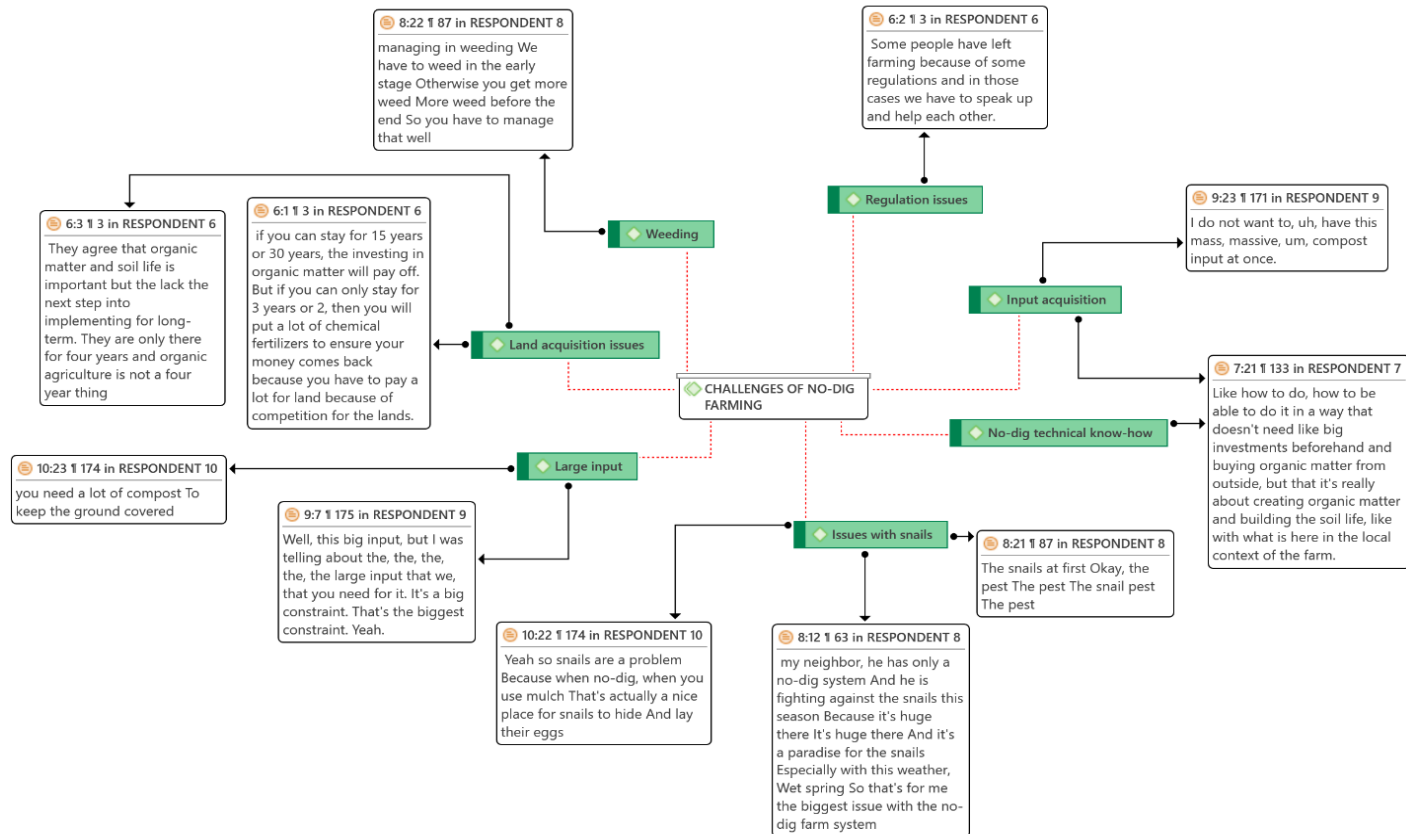 8:22 ¶ 87 in RESPONDENT 8
managing in weeding We
have to weed in the early
stage Otherwise you get more
weed More weed before the
end So you have to manage
that well
6:2 ¶ 3 in RESPONDENT 6
Some people have left
farming because of some
regulations and in those
cases we have to speak up
and help each other.
Regulation issues
9:23 ¶ 171 in RESPONDENT 9
I do not want to, uh, have this
mass, massive, um, compost
input at once.
6:3 ¶ 3 in RESPONDENT 6
They agree that organic
matter and soil life is
important but the lack the
next step into
implementing for long-
term. They are only there
for four years and organic
agriculture is not a four
year thing
6:1 ¶ 3 in RESPONDENT 6
if you can stay for 15 years
or 30 years, the investing in
organic matter will pay off.
But if you can only stay for
3 years or 2, then you will
put a lot of chemical
fertilizers to ensure your
money comes back
because you have to pay a
lot for land because of
competition for the lands.
Weeding
Input acquisition
Land acquisition issues
CHALLENGES OF NO-DIG
FARMING
7:21 ¶ 133 in RESPONDENT 7
Like how to do, how to be
able to do it in a way that
doesn't need like big
investments beforehand and
buying organic matter from
outside, but that it's really
about creating organic matter
and building the soil life, like
with what is here in the local
context of the farm.
No-dig technical know-how
Large input
10:23 ¶ 174 in RESPONDENT 10
you need a lot of compost To
keep the ground covered
9:7 ¶ 175 in RESPONDENT 9
Well, this big input, but I was
telling about the, the, the,
the, the large input that we,
that you need for it. It's a big
constraint. That's the biggest
constraint. Yeah.
Issues with snails
8:21 ¶ 87 in RESPONDENT 8
The snails at first Okay, the
pest The pest The snail pest
The pest
10:22 ¶ 174 in RESPONDENT 10
Yeah so snails are a problem
Because when no-dig, when you
use mulch That's actually a nice
place for snails to hide And lay
their eggs
8:12 ¶ 63 in RESPONDENT 8
my neighbor, he has only a
no-dig system And he is
fighting against the snails this
season Because it's huge
there It's huge there And it's
a paradise for the snails
Especially with this weather,
Wet spring So that's for me
the biggest issue with the no-
dig farm system